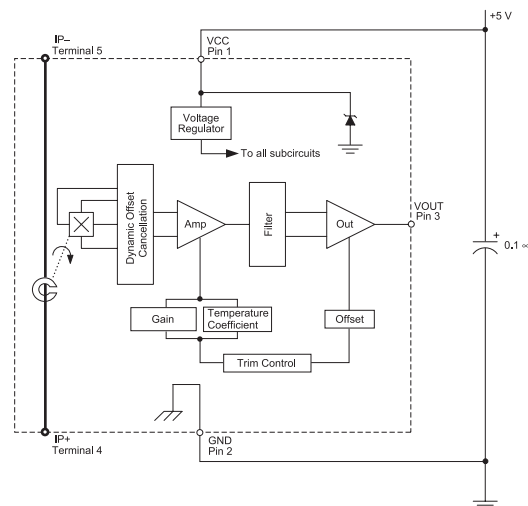 +5 V
IP–
Terminal 5
VCC
Pin 1
Voltage
Regulator
To all subcircuits
Dynamic Offset
Cancellation
Amp
Filter
Out
VOUT
Pin 3
+
0.1 ∝
Gain
Temperature
Coefficient
Offset
Trim Control
IP+
Terminal 4
GND
Pin 2